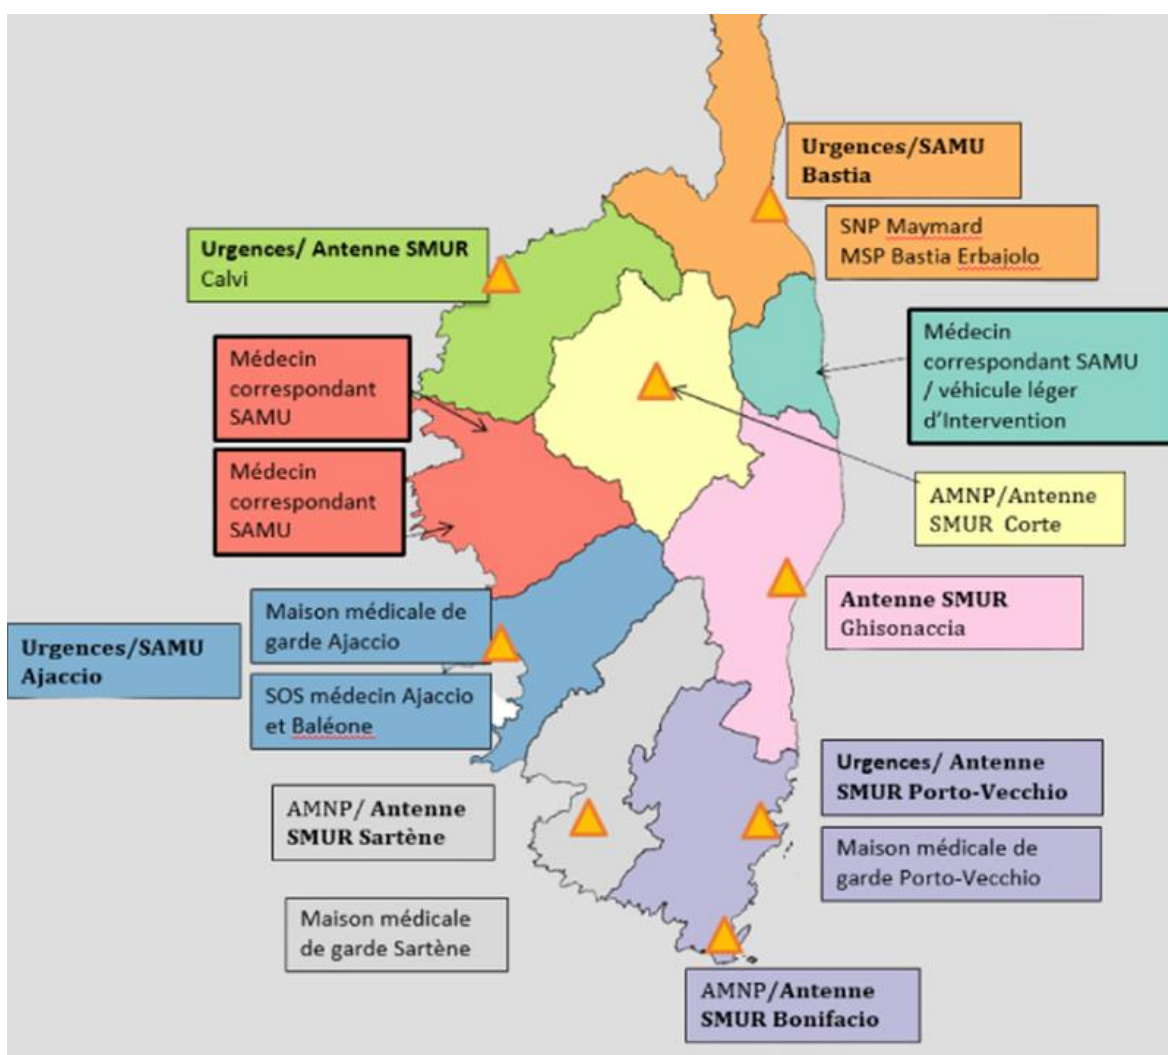 Urgences/SAMU
Bastia
SNP Maymard
MSP Bastia Erbajolo
Urgences/ Antenne SMUR
Calvi
Médecin
correspondant
SAMU
Médecin
correspondant SAMU
/ véhicule léger
d’Intervention
Médecin
correspondant
SAMU
AMNP/Antenne
SMUR Corte
Antenne SMUR
Ghisonaccia
Maison médicale de
garde Ajaccio
Urgences/SAMU
Ajaccio
SOS médecin Ajaccio
et Baléone
Urgences/ Antenne
SMUR Porto-Vecchio
AMNP/ Antenne
SMUR Sartène
Maison médicale de
garde Porto-Vecchio
Maison médicale
de garde Sartène
AMNP/Antenne
SMUR Bonifacio